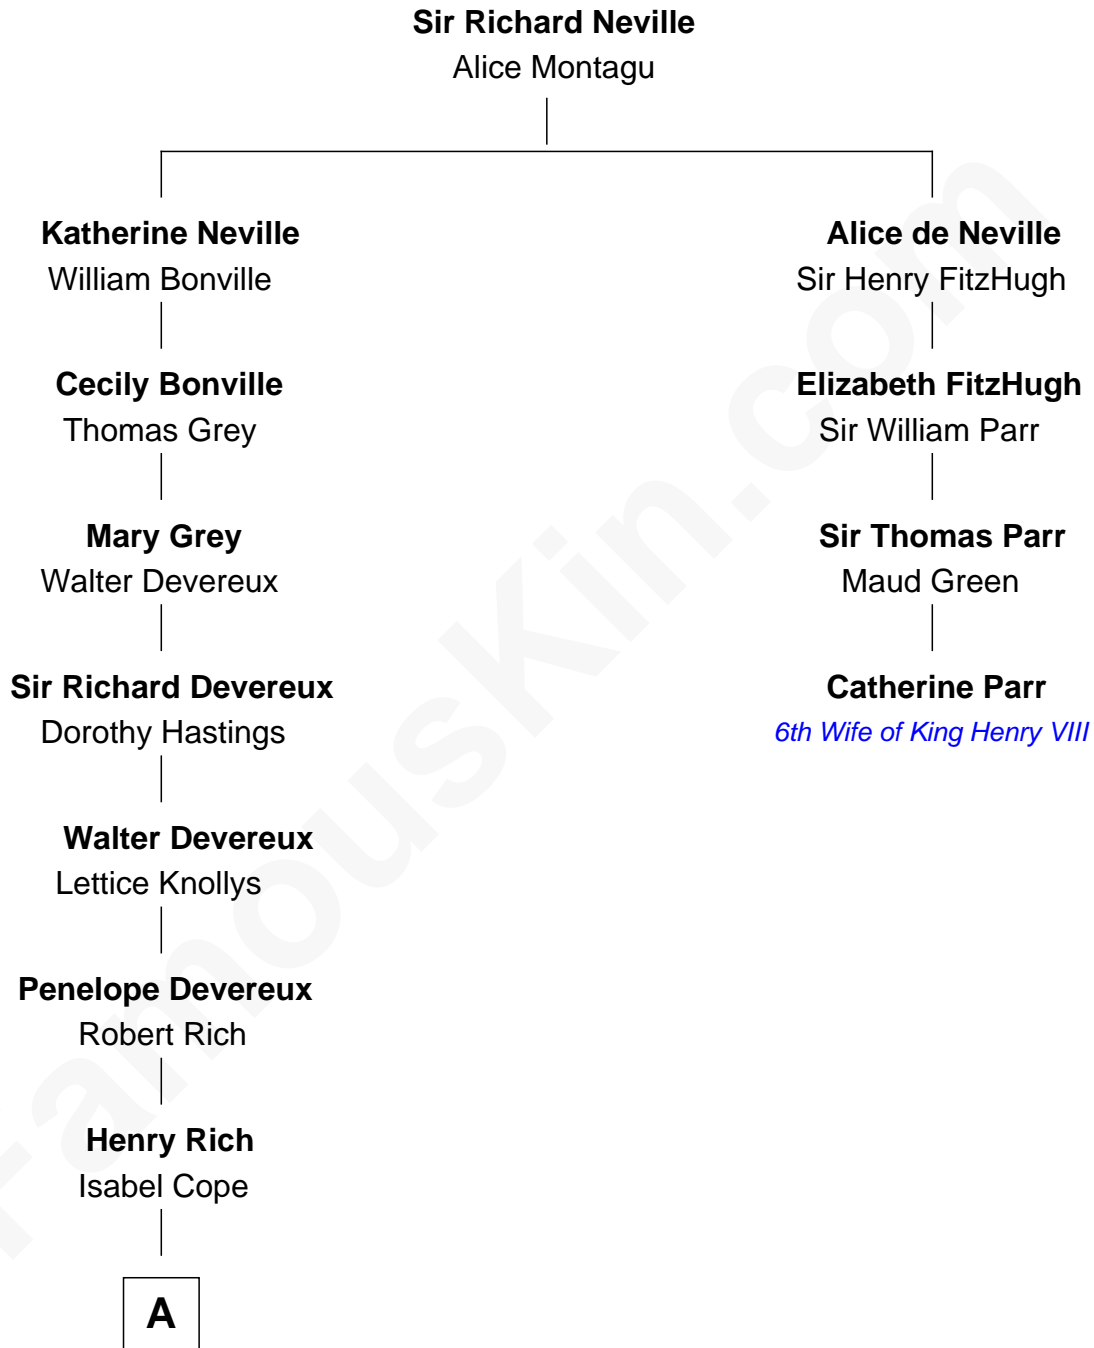 Sir Richard Neville
Alice Montagu
Katherine Neville
William Bonville
Alice de Neville
Sir Henry FitzHugh
Cecily Bonville
Thomas Grey
Elizabeth FitzHugh
Sir William Parr
Mary Grey
Walter Devereux
Sir Thomas Parr
Maud Green
Sir Richard Devereux
Dorothy Hastings
Catherine Parr
6th Wife of King Henry VIII
Walter Devereux
Lettice Knollys
Penelope Devereux
Robert Rich
Henry Rich
Isabel Cope
A
FamousKin.com